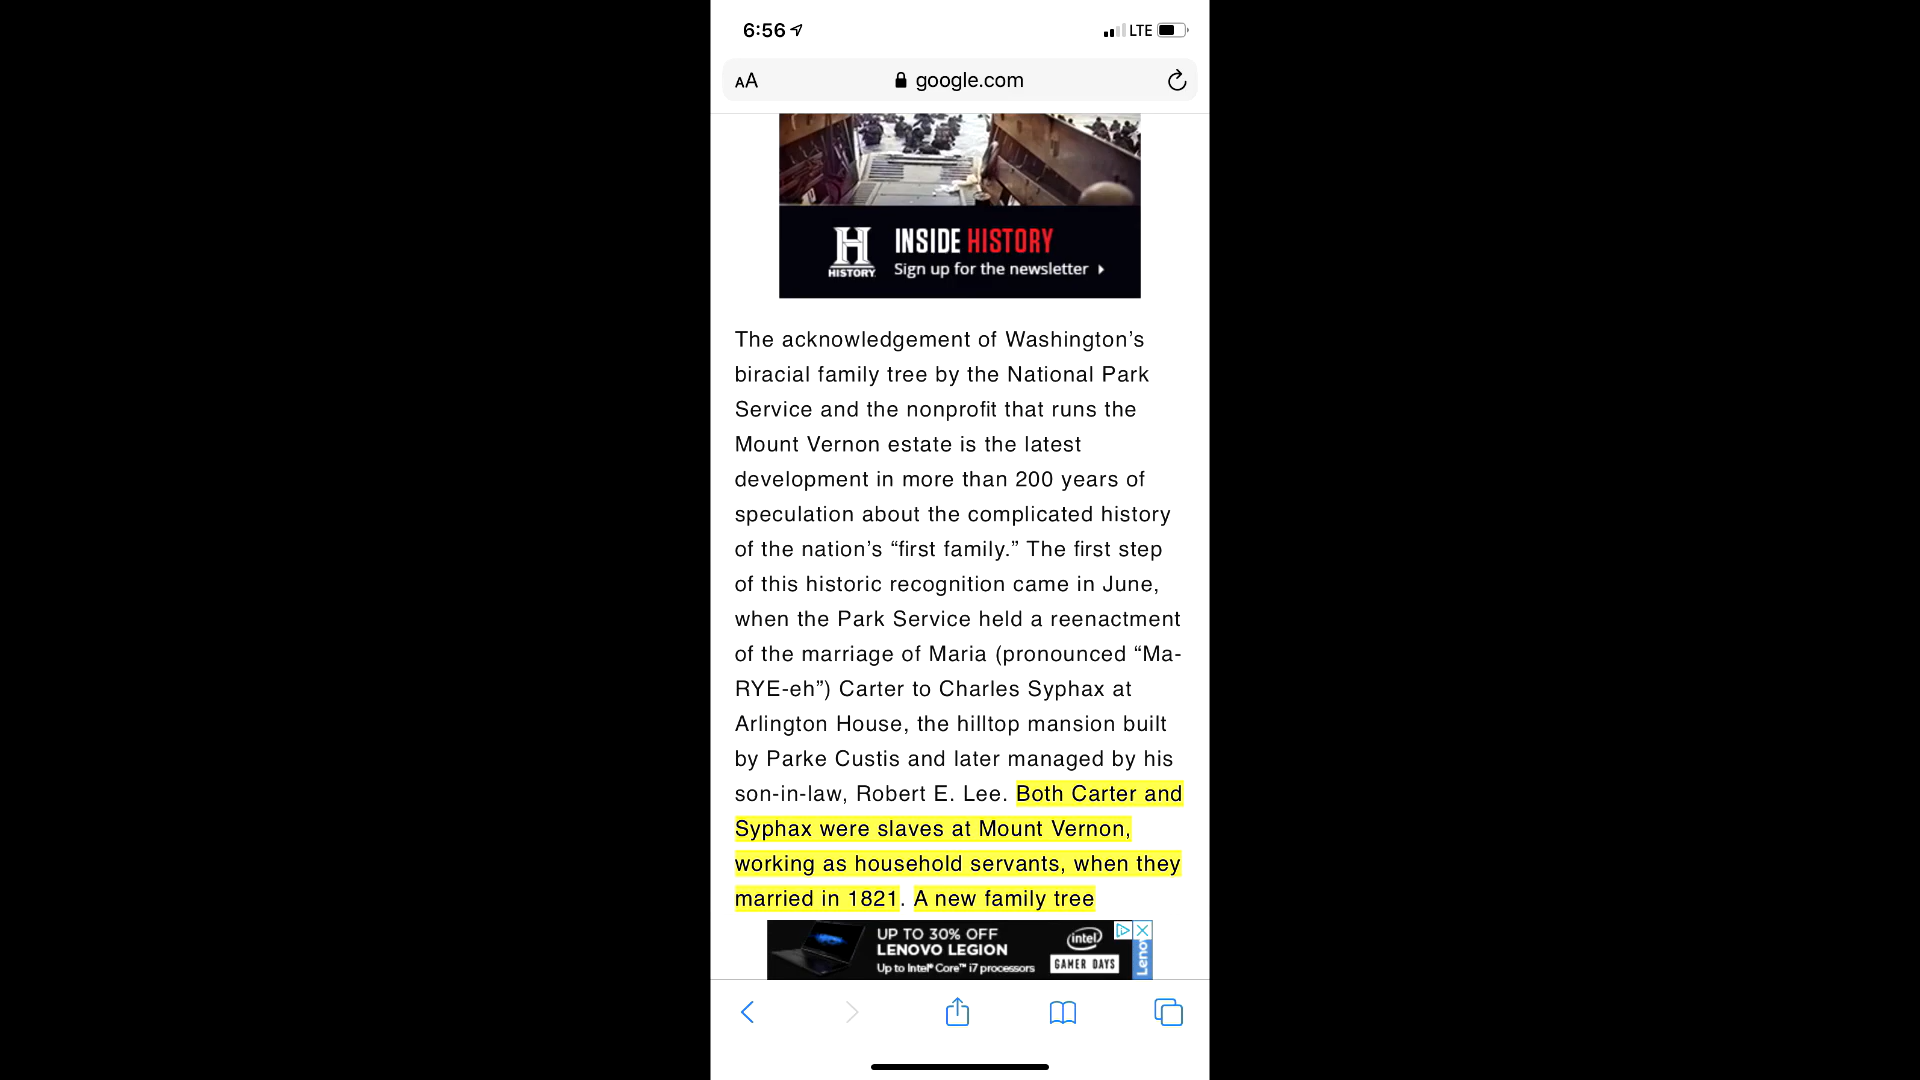 6:56
LTE
AA
google.com
H
HISTORY
INSIDE HISTORY
Sign up for the newsletter
The acknowledgement of Washington’s
biracial family tree by the National Park
Service and the nonprofit that runs the
Mount Vernon estate is the latest
development in more than 200 years of
speculation about the complicated history
of the nation’s “first family.” The first step
of this historic recognition came in June,
when the Park Service held a reenactment
of the marriage of Maria (pronounced “Ma-
RYE-eh”) Carter to Charles Syphax at
Arlington House, the hilltop mansion built
by Parke Custis and later managed by his
son-in-law, Robert E. Lee. Both Carter and
Syphax were slaves at Mount Vernon,
working as household servants, when they
married in 1821. A new family tree
UP TO 30% OFF
LENOVO LEGION
Up to Intel® Core™ i7 processors
intel
GAMER DAYS
Lenov